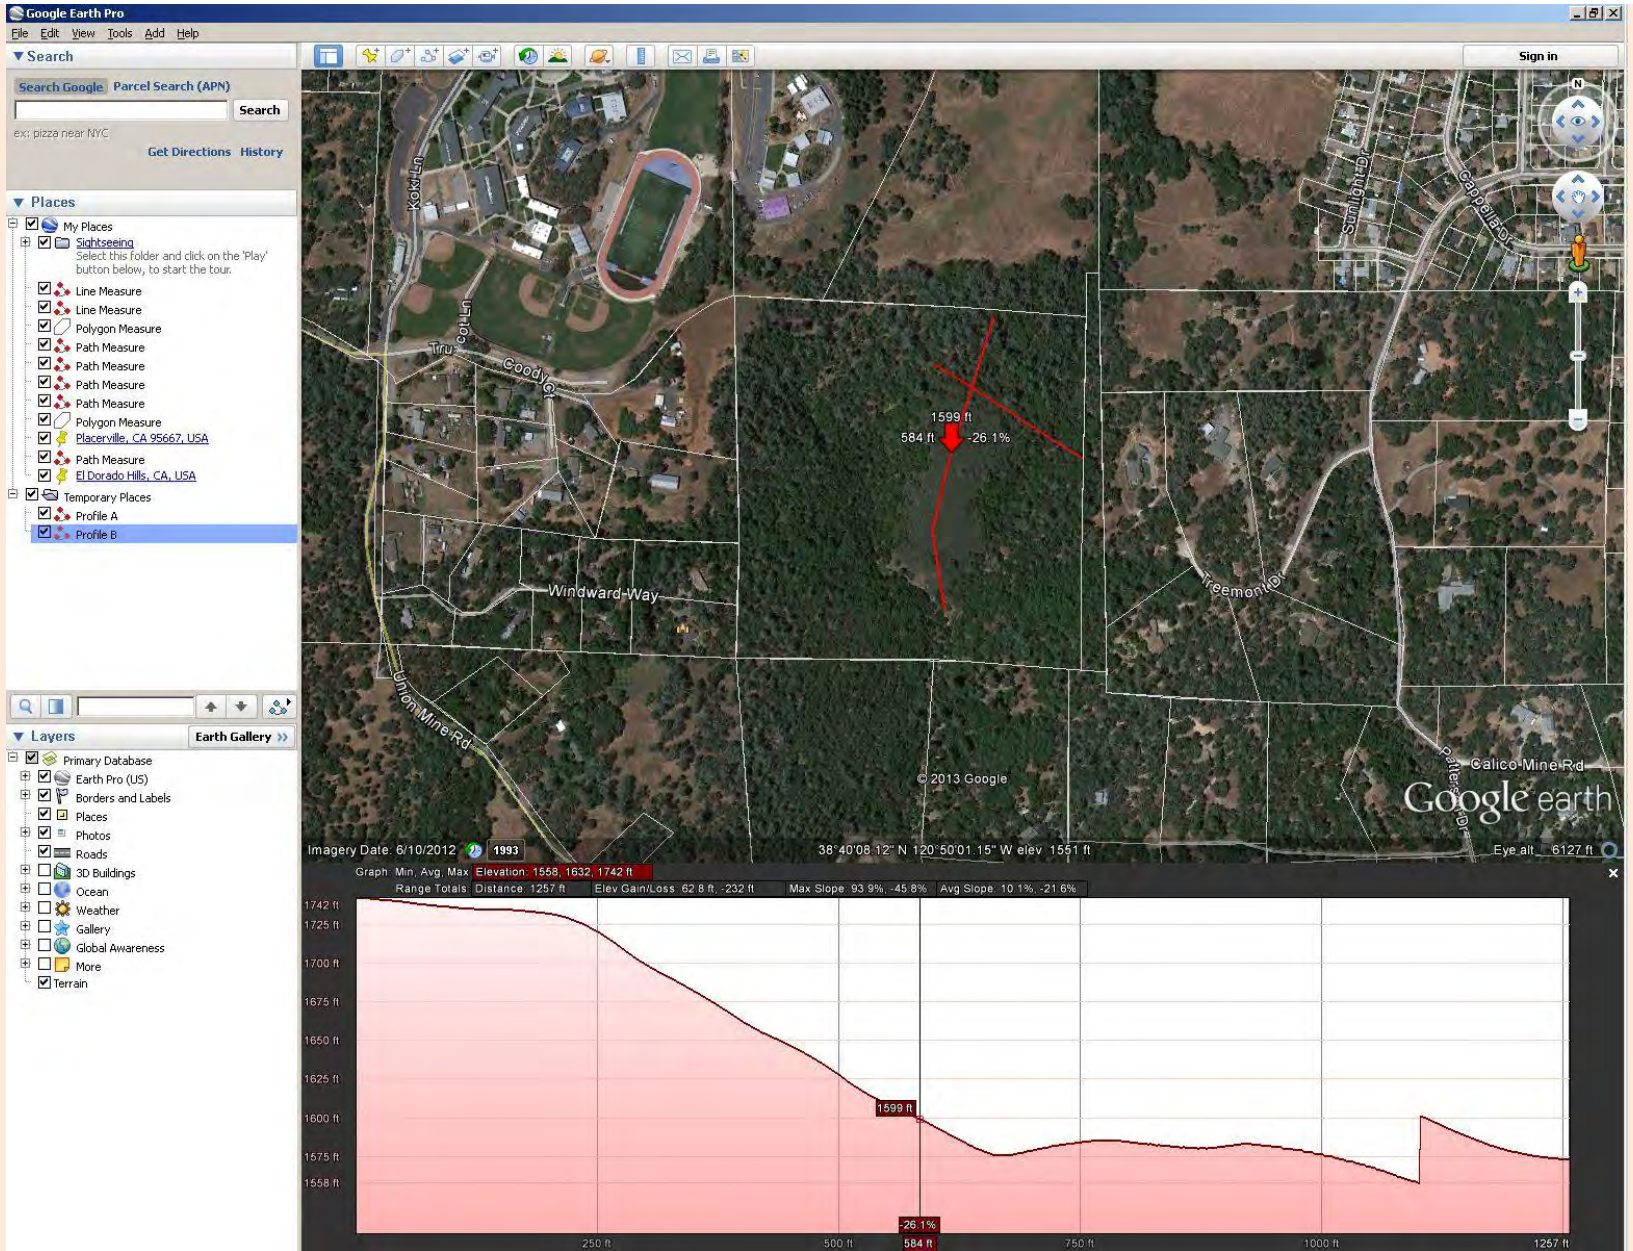 Google Earth Pro
File Edit View Tools Add Help
Search
Sign in
Search Google Parcel Search (APN)
Search
ex: pizza near NYC
Get Directions History
Places
My Places
Sightseeing
Select this folder and click on the 'Play'
button below, to start the tour.
Line Measure
Line Measure
Polygon Measure
Path Measure
Path Measure
Path Measure
Path Measure
Polygon Measure
Placerville, CA 95667, USA
Path Measure
El Dorado Hills, CA, USA
Temporary Places
Profile A
Profile B
Layers
Earth Gallery >>
Primary Database
Earth Pro (US)
Borders and Labels
Places
Photos
Roads
3D Buildings
Ocean
Weather
Gallery
Global Awareness
More
Terrain
N
Koki Ln
Sunlight Dr
Cappella Dr
Tru cot Ln
Coody Ct
1599 ft
584 ft -26.1%
Windward Way
Treemont Dr
Union Mine Rd
Patters Dr
Calico Mine Rd
© 2013 Google
Google earth
Imagery Date: 6/10/2012 1993
38°40'08.12" N 120°50'01.15" W elev 1551 ft
Eye alt 6127 ft
Graph: Min, Avg, Max Elevation: 1558, 1632, 1742 ft
Range Totals: Distance: 1257 ft Elev Gain/Loss: 62.8 ft, -232 ft Max Slope: 93.9%, -45.8% Avg Slope: 10.1%, -21.6%
1742 ft
1725 ft
1700 ft
1675 ft
1650 ft
1625 ft
1600 ft
1575 ft
1558 ft
1599 ft
-26.1%
250 ft 500 ft 584 ft 750 ft 1000 ft 1257 ft